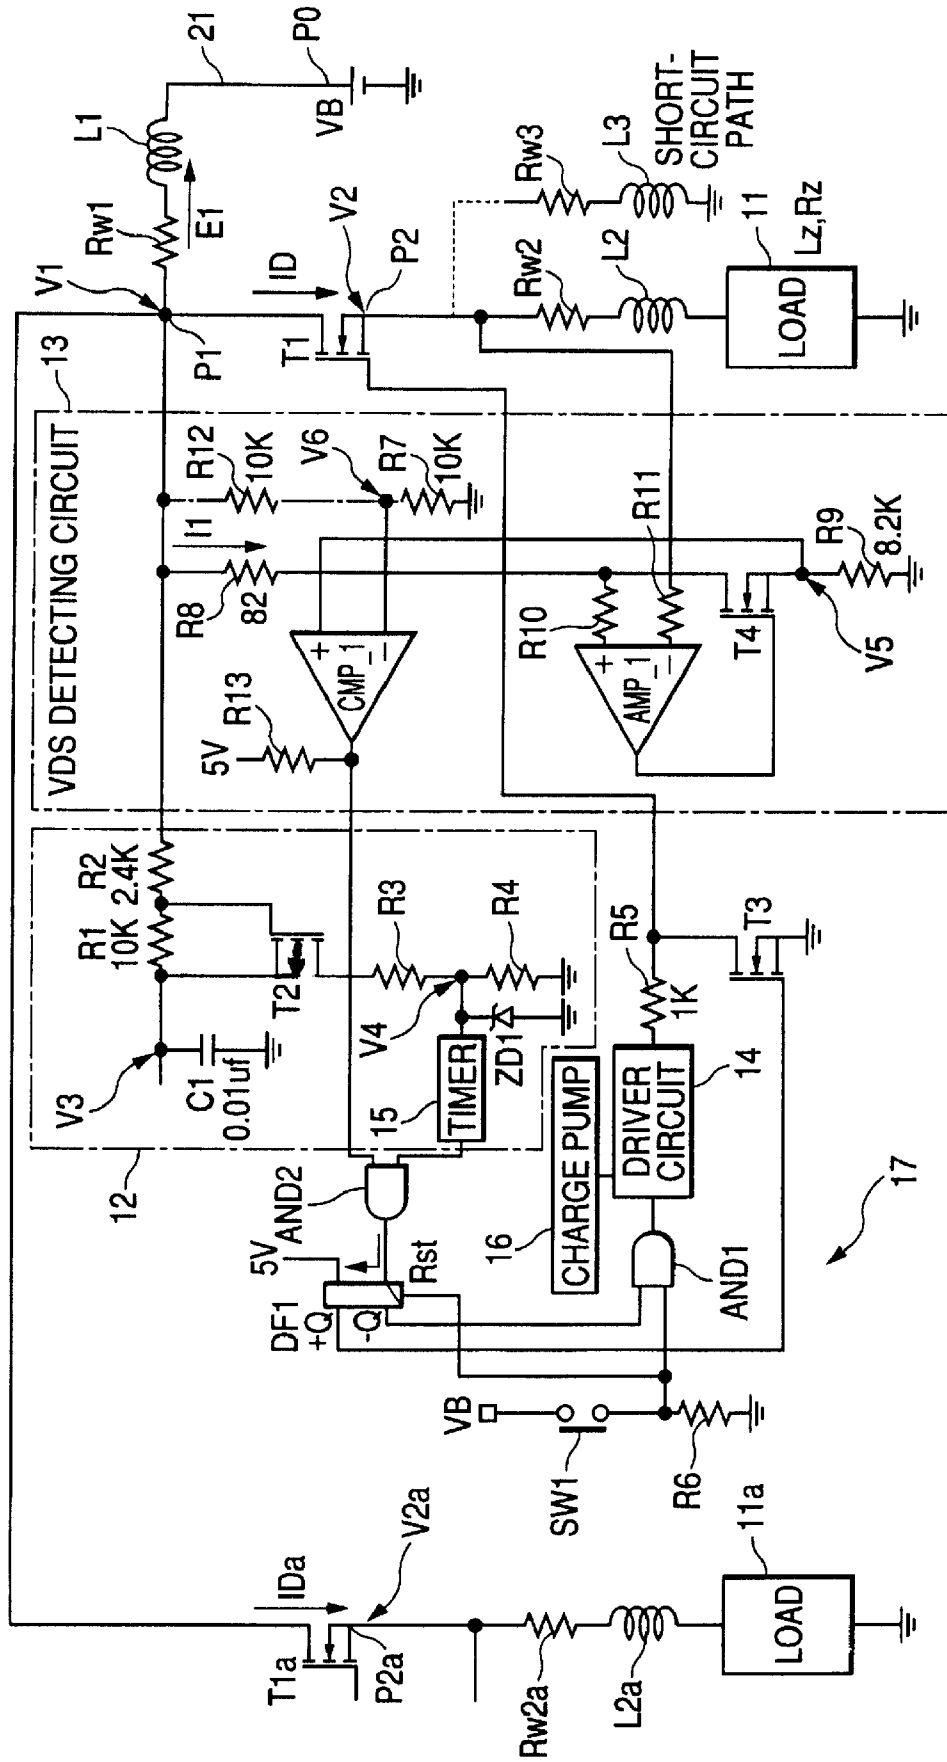 21
P0
L1
VB
Rw1
E1
V1
P1
ID
V2
P2
T1
Rw3
L3
SHORT-
CIRCUIT
PATH
Rw2
L2
11
LOAD
Lz,Rz
13
VDS DETECTING CIRCUIT
R12
10K
V6
R7
10K
I1
R8
82
+
CMP 1
−
R10
R11
+
AMP 1
−
T4
V5
R9
8.2K
5V
R13
R1
10K
R2
2.4K
V3
C1
0.01uf
T2
R3
V4
R4
ZD1
15
TIMER
12
AND2
5V
DF1
+Q
-Q
Rst
16
CHARGE PUMP
DRIVER
CIRCUIT
14
R5
1K
T3
AND1
17
VB
SW1
R6
T1a
IDa
V2a
P2a
Rw2a
L2a
11a
LOAD